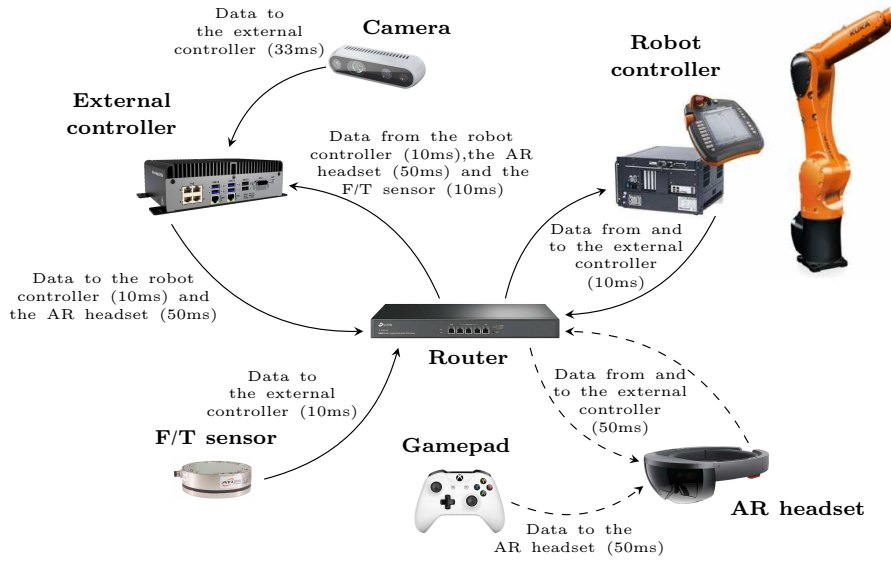 Data to
the external
controller (33ms)
Camera
Robot
controller
KUKA
External
controller
Data from the robot
controller (10ms),the AR
headset (50ms) and the
F/T sensor (10ms)
Data from and
to the external
controller
(10ms)
Data to the robot
controller (10ms) and
the AR headset (50ms)
Router
Data to
the external
controller (10ms)
Data from and
to the external
controller
(50ms)
F/T sensor
Gamepad
AR headset
Data to the
AR headset (50ms)